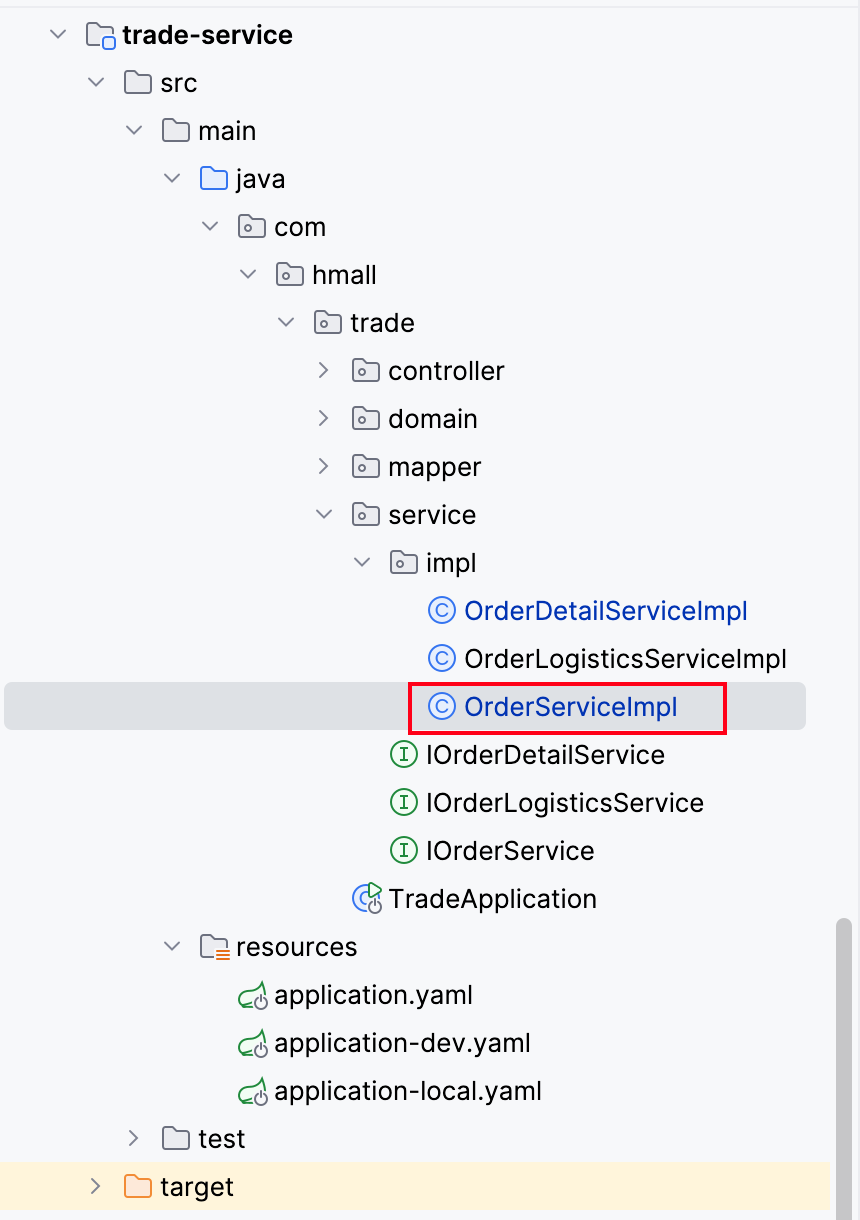 trade-service
src
main
java
com
hmall
trade
controller
domain
mapper
service
impl
C OrderDetailServiceImpl
C OrderLogisticsServiceImpl
C OrderServiceImpl
I IOrderDetailService
I IOrderLogisticsService
I IOrderService
C TradeApplication
resources
application.yaml
application-dev.yaml
application-local.yaml
test
target